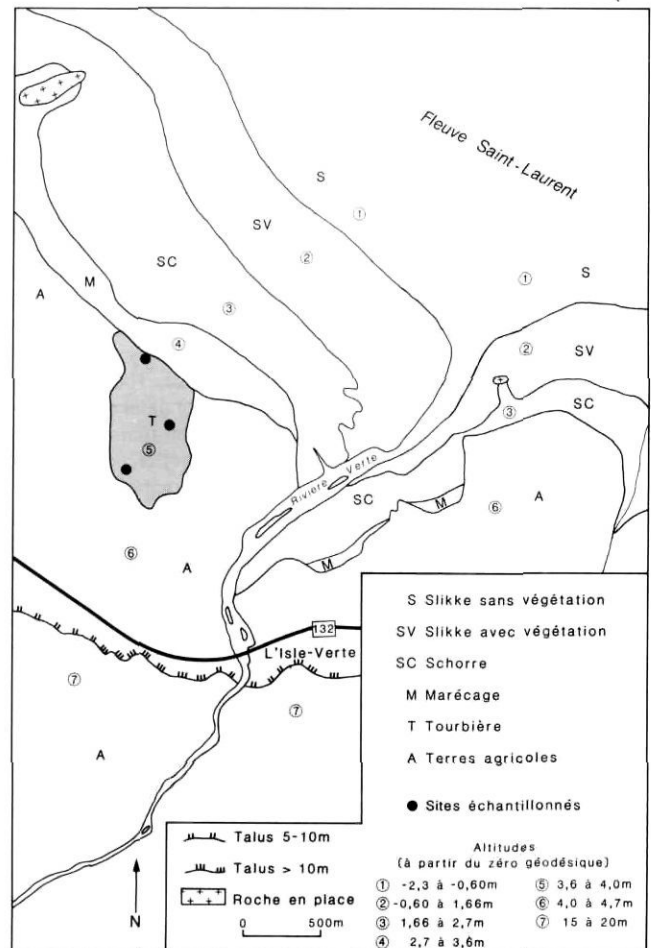 Fleuve Saint-Laurent
S
①
SV
②
① S
SC
M
A
③
④
② SV
SC
③
T
⑤
Rivière Verte
SC
M
⑥ A
⑥
A
M
132
L'Isle-Verte
⑦
⑦
A
S Slikke sans végétation
SV Slikke avec végétation
SC Schorre
M Marécage
T Tourbière
A Terres agricoles
● Sites échantillonnés
Talus 5-10m
Talus > 10m
Roche en place
0 500m
N
Altitudes
(à partir du zéro géodésique)
① -2,3 à -0,60m
② -0,60 à 1,66m
③ 1,66 à 2,7m
④ 2,7 à 3,6m
⑤ 3,6 à 4,0m
⑥ 4,0 à 4,7m
⑦ 15 à 20m